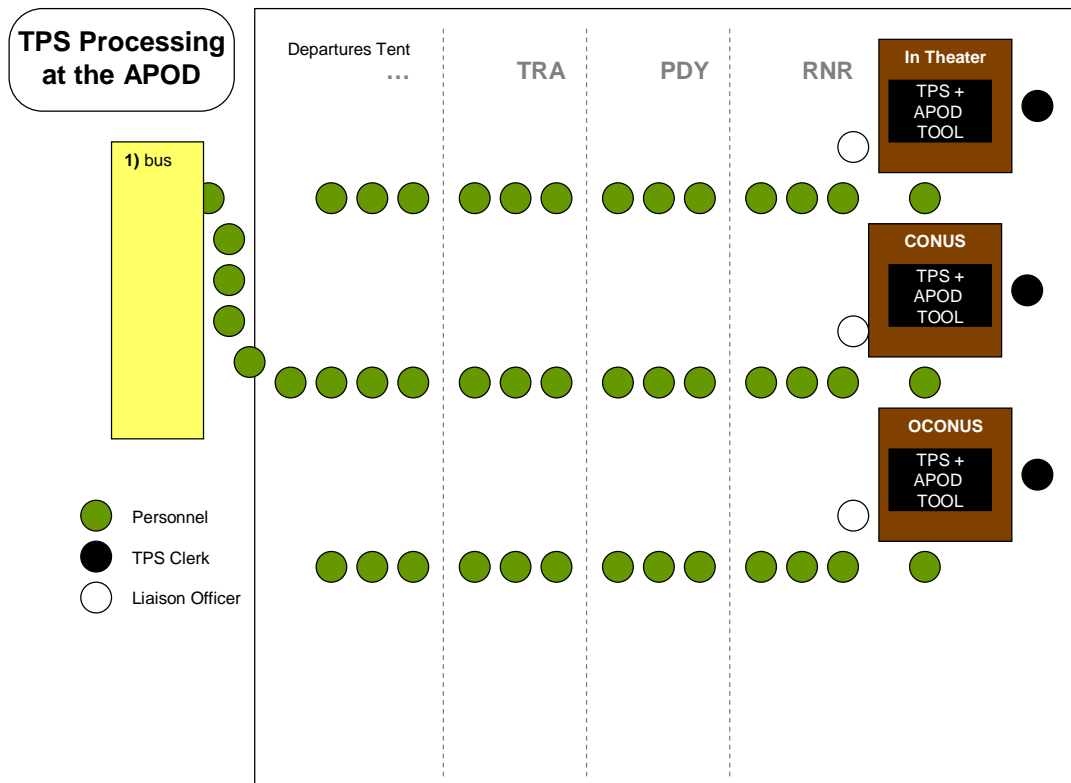 TPS Processing
at the APOD
Departures Tent
... TRA PDY RNR
1) bus
In Theater
TPS +
APOD
TOOL
CONUS
TPS +
APOD
TOOL
OCONUS
TPS +
APOD
TOOL
Personnel
TPS Clerk
Liaison Officer